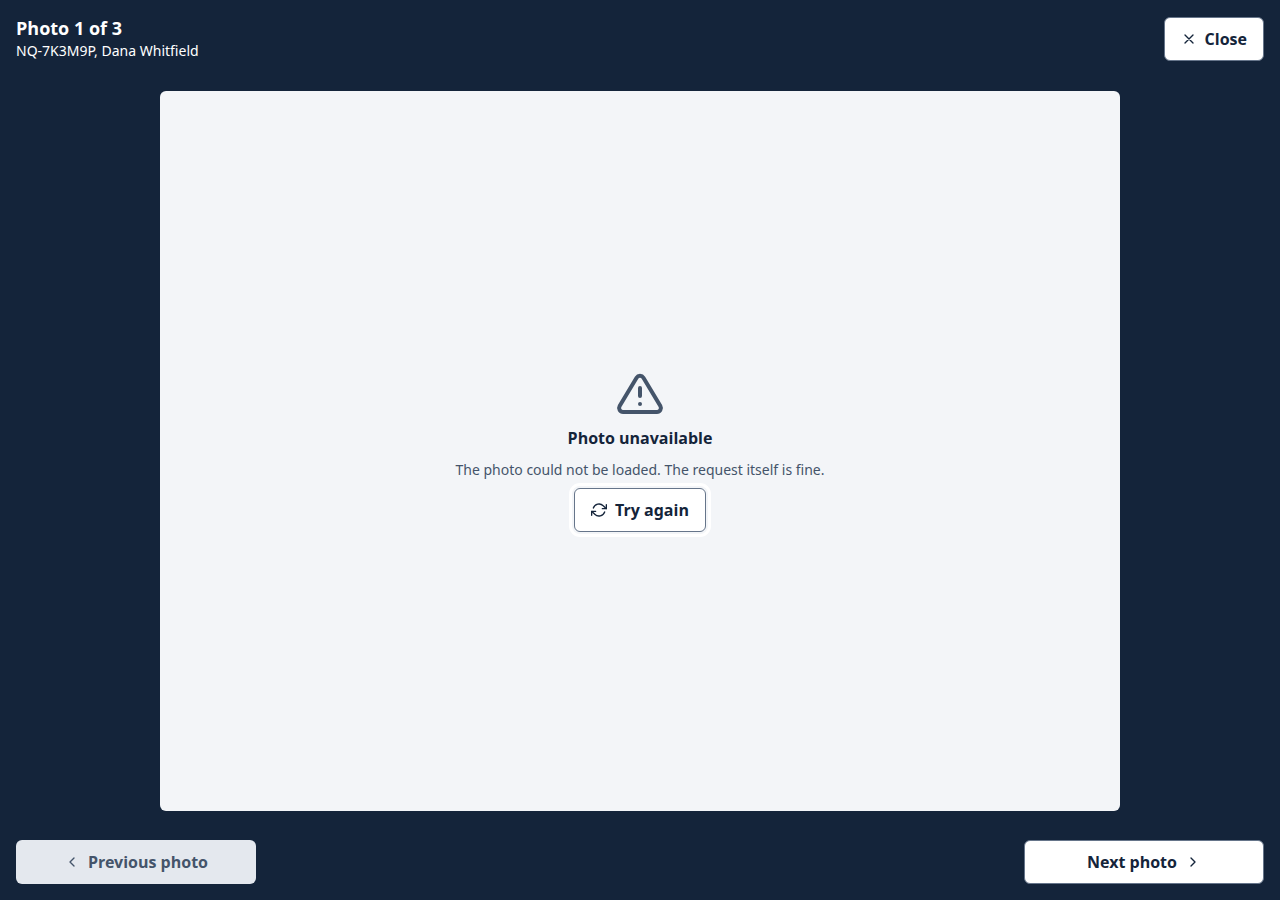 Photo 1 of 3
NQ-7K3M9P, Dana Whitfield
Close
Photo unavailable
The photo could not be loaded. The request itself is fine.
Try again
Previous photo
Next photo